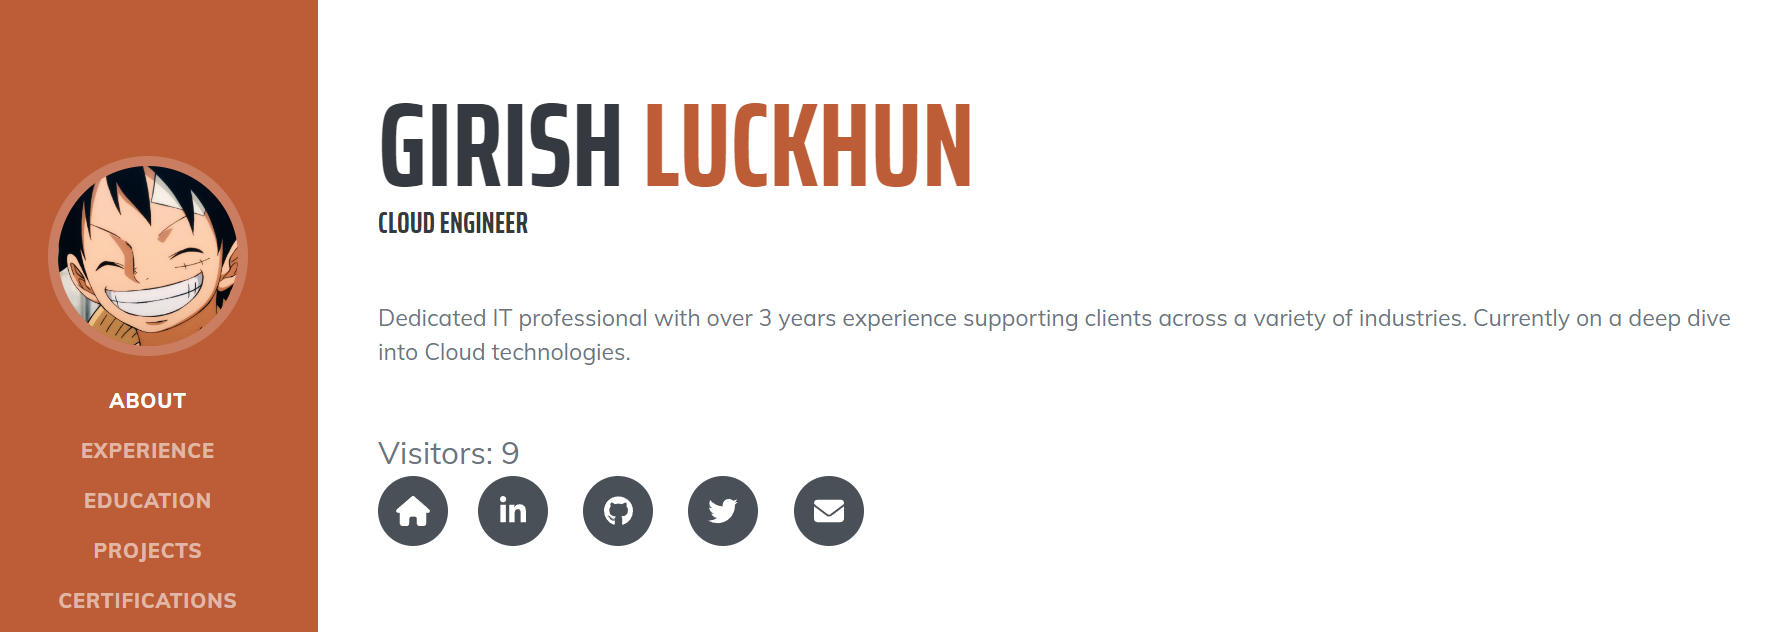 GIRISH LUCKHUN
CLOUD ENGINEER
Dedicated IT professional with over 3 years experience supporting clients across a variety of industries. Currently on a deep dive
into Cloud technologies.
Visitors: 9
in
ABOUT
EXPERIENCE
EDUCATION
PROJECTS
CERTIFICATIONS